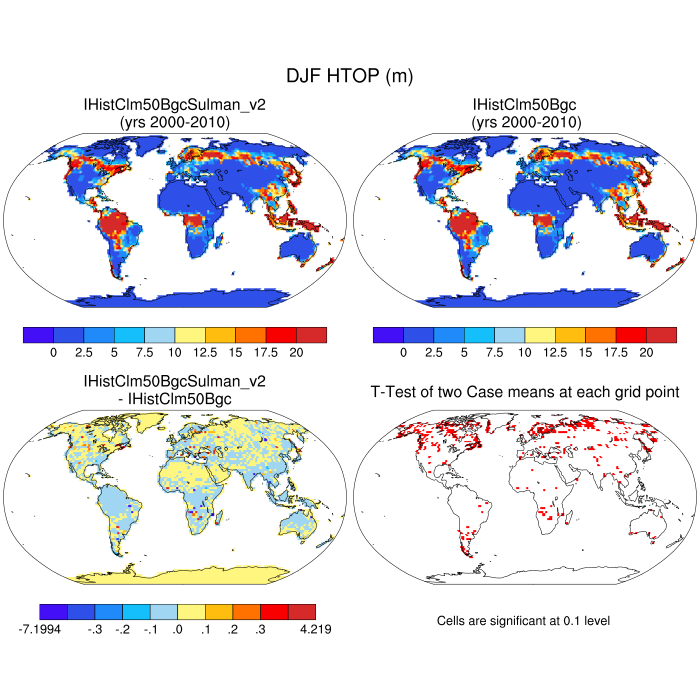 DJF HTOP (m)
IHistClm50BgcSulman_v2
(yrs 2000-2010)
IHistClm50Bgc
(yrs 2000-2010)
0 2.5 5 7.5 10 12.5 15 17.5 20
0 2.5 5 7.5 10 12.5 15 17.5 20
IHistClm50BgcSulman_v2
- IHistClm50Bgc
T-Test of two Case means at each grid point
-7.1994 -.3 -.2 -.1 .0 .1 .2 .3 4.219
Cells are significant at 0.1 level